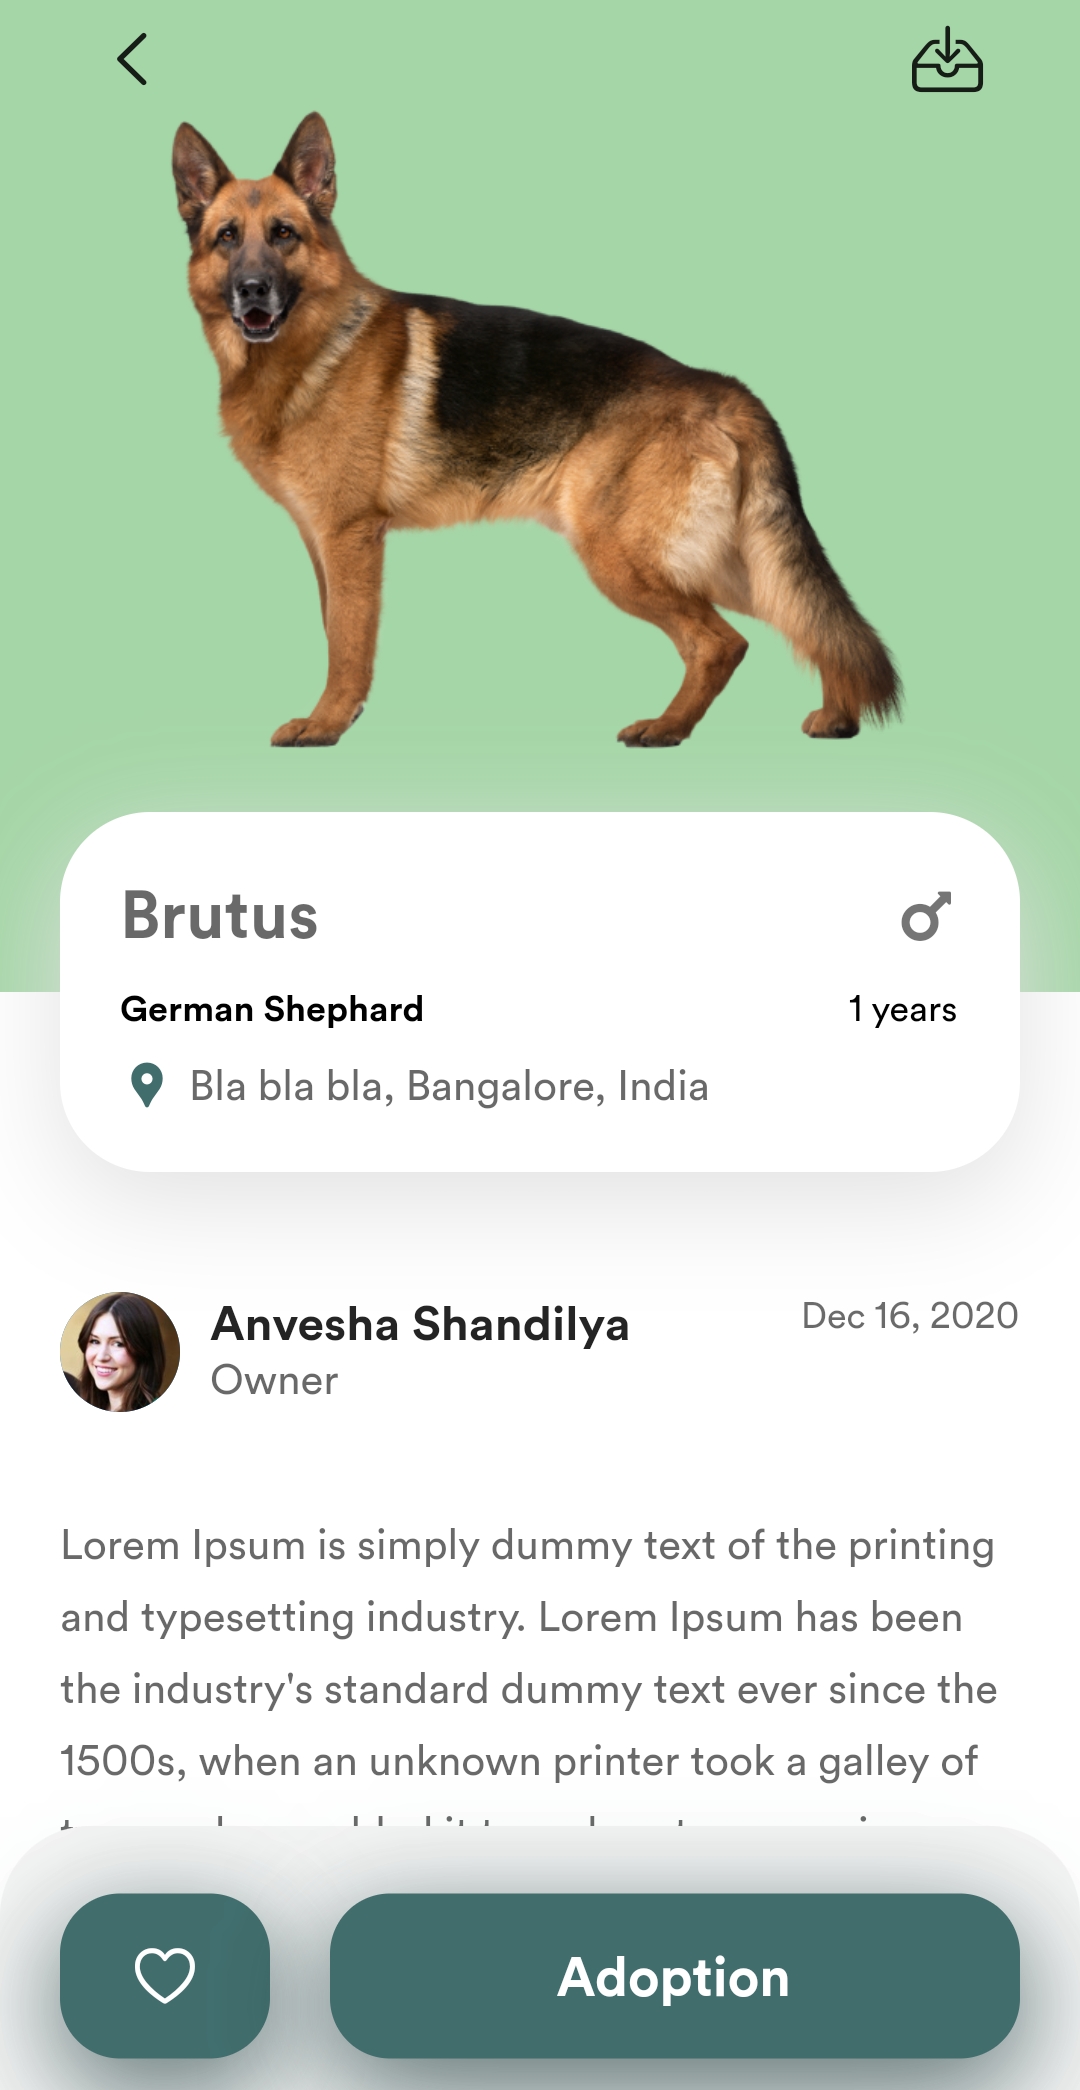 Brutus
German Shephard
1 years
Bla bla bla, Bangalore, India
Anvesha Shandilya
Dec 16, 2020
Owner
Lorem Ipsum is simply dummy text of the printing
and typesetting industry. Lorem Ipsum has been
the industry's standard dummy text ever since the
1500s, when an unknown printer took a galley of
Adoption